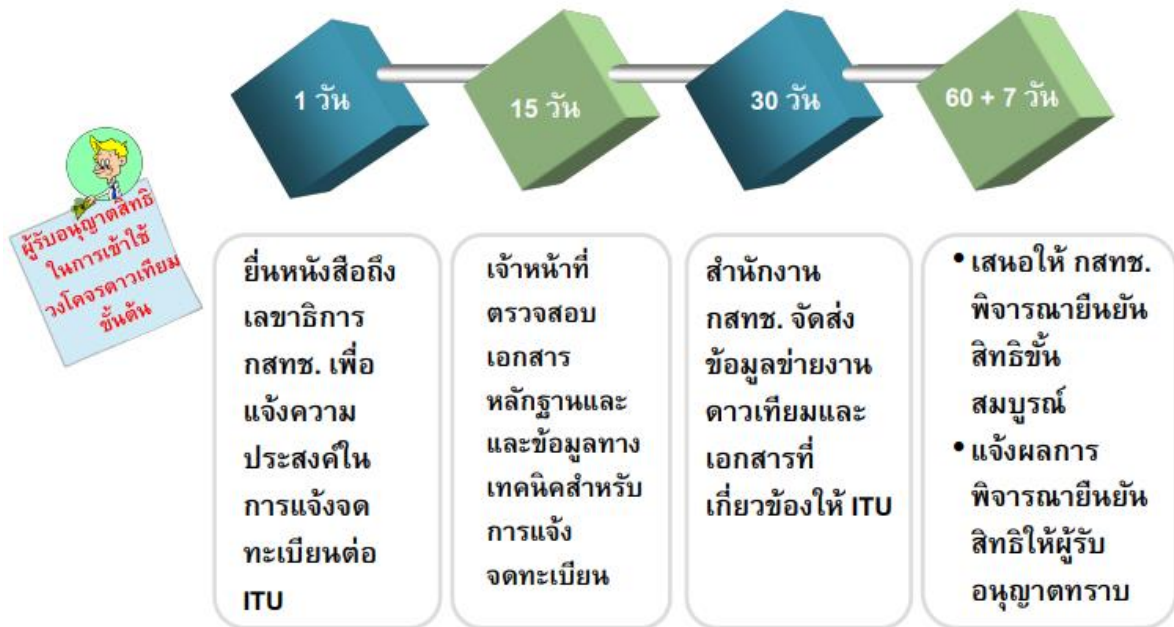 1 วัน
15 วัน
30 วัน
60 + 7 วัน
ผู้รับอนุญาตสิทธิ
ในการเข้าใช้
วงโคจรดาวเทียม
ขั้นต้น
ยื่นหนังสือถึง
เลขาธิการ
กสทช. เพื่อ
แจ้งความ
ประสงค์ใน
การแจ้งจด
ทะเบียนต่อ
ITU
เจ้าหน้าที่
ตรวจสอบ
เอกสาร
หลักฐานและ
และข้อมูลทาง
เทคนิคสำหรับ
การแจ้ง
จดทะเบียน
สำนักงาน
กสทช. จัดส่ง
ข้อมูลข่ายงาน
ดาวเทียมและ
เอกสารที่
เกี่ยวข้องให้ ITU
• เสนอให้ กสทช.
พิจารณายืนยัน
สิทธิขั้น
สมบูรณ์
• แจ้งผลการ
พิจารณายืนยัน
สิทธิให้ผู้รับ
อนุญาตทราบ